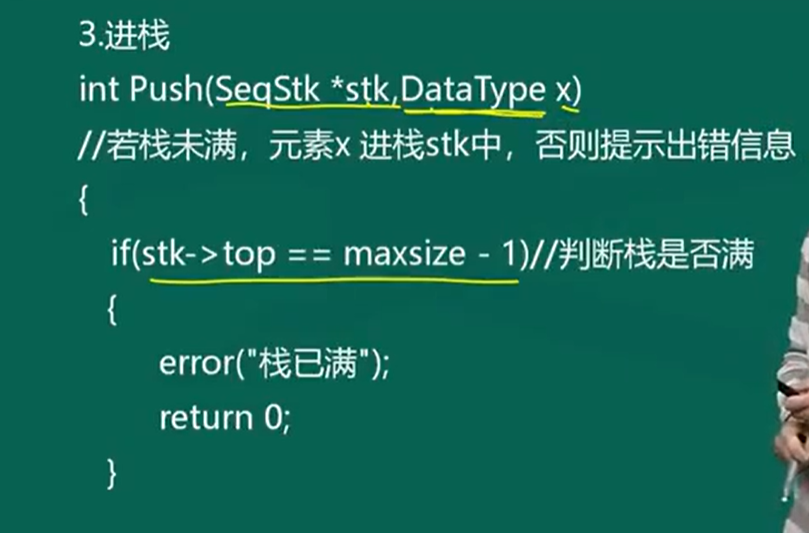 3.进栈
int Push(SeqStk *stk,DataType x)
//若栈未满，元素x 进栈stk中，否则提示出错信息
{
if(stk->top == maxsize - 1)//判断栈是否满
{
error("栈已满");
return 0;
}